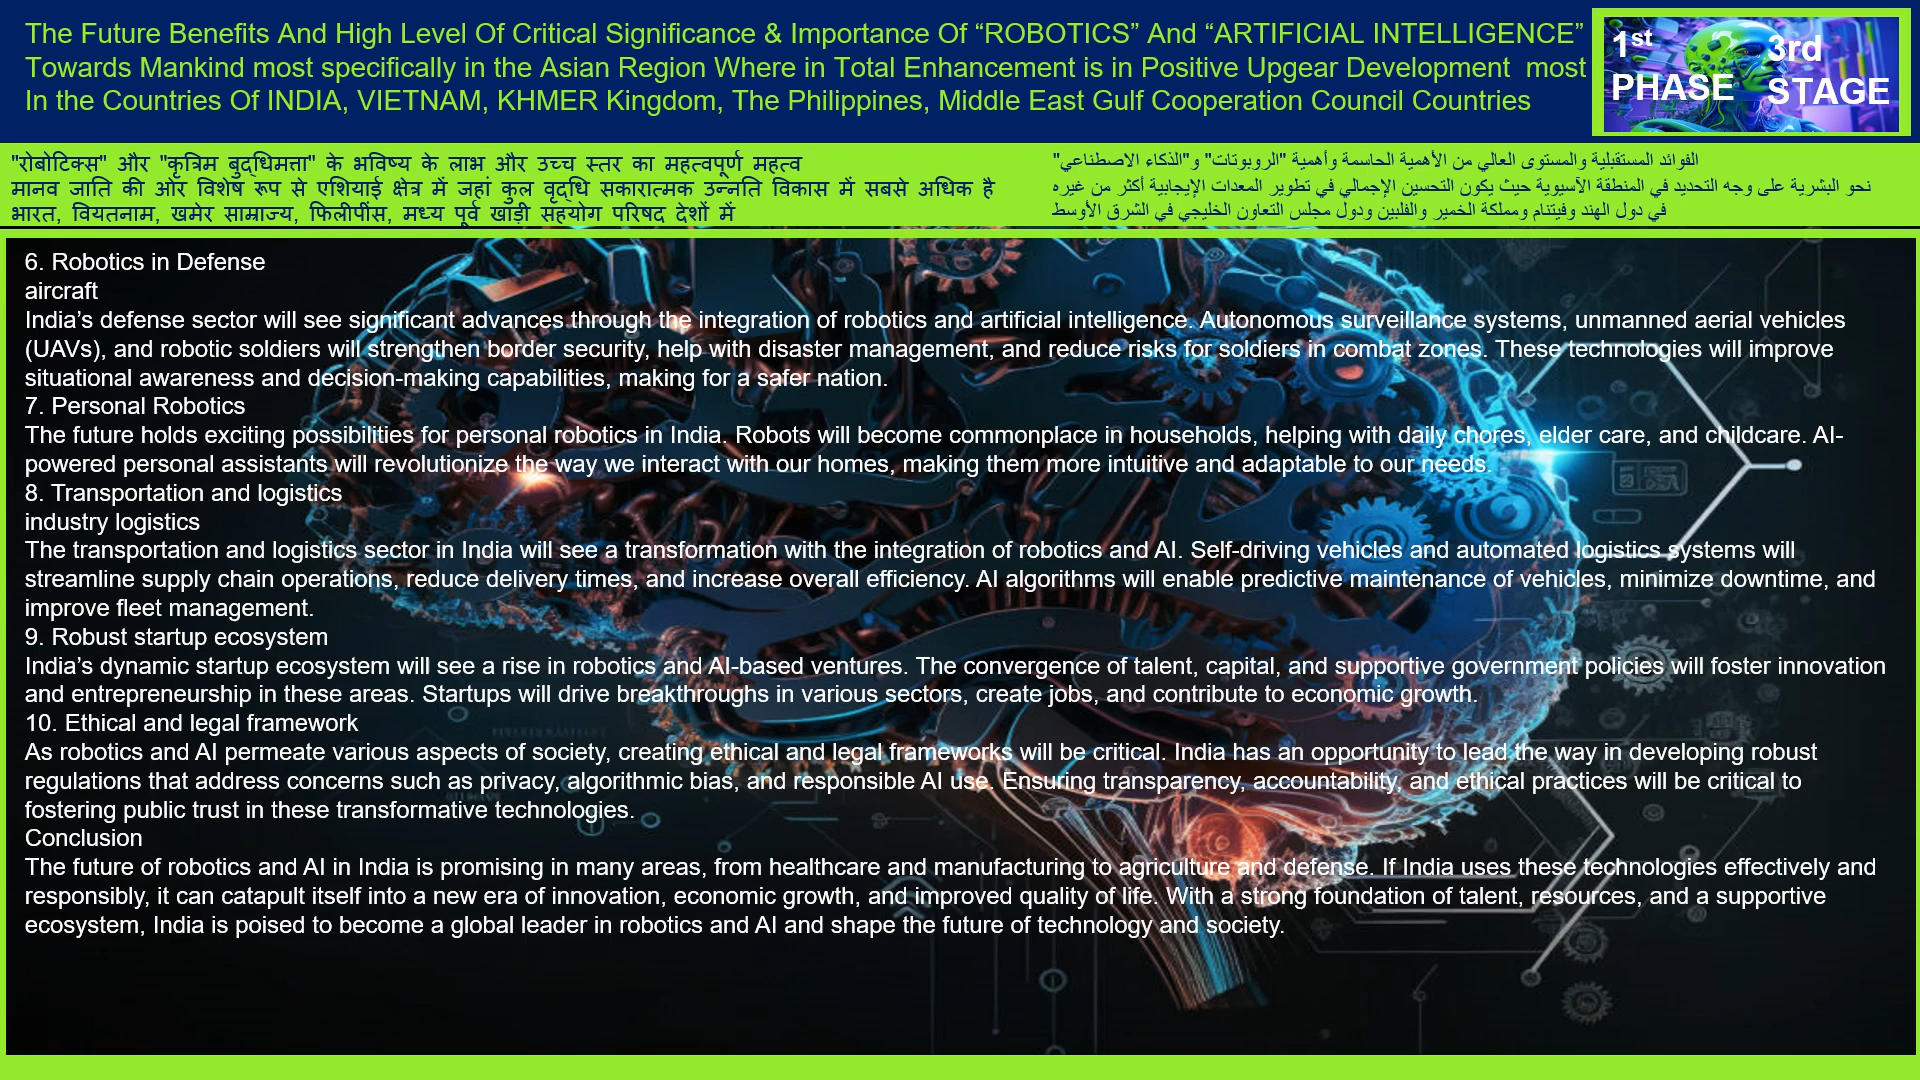 The Future Benefits And High Level Of Critical Significance & Importance Of “ROBOTICS” And “ARTIFICIAL INTELLIGENCE”
Towards Mankind most specifically in the Asian Region Where in Total Enhancement is in Positive Upgear Development  most
In the Countries Of INDIA, VIETNAM, KHMER Kingdom, The Philippines, Middle East Gulf Cooperation Council Countries
1st PHASE
3rd STAGE
"रोबोटिक्स" और "कृत्रिम बुद्धिमत्ता" के भविष्य के लाभ और उच्च स्तर का महत्वपूर्ण महत्व
मानव जाति की ओर विशेष रूप से एशियाई क्षेत्र में जहां कुल वृद्धि सकारात्मक उन्नति विकास में सबसे अधिक है
भारत, वियतनाम, खमेर साम्राज्य, फिलीपींस, मध्य पूर्व खाड़ी सहयोग परिषद देशों में
الفوائد المستقبلية والمستوى العالي من الأهمية الحاسمة وأهمية "الروبوتات" و"الذكاء الاصطناعي"
نحو البشرية على وجه التحديد في المنطقة الآسيوية حيث يكون التحسين الإجمالي في تطوير المعدات الإيجابية أكثر من غيره
في دول الهند وفيتنام ومملكة الخمير والفلبين ودول مجلس التعاون الخليجي في الشرق الأوسط
6. Robotics in Defense
aircraft
India’s defense sector will see significant advances through the integration of robotics and artificial intelligence. Autonomous surveillance systems, unmanned aerial vehicles
(UAVs), and robotic soldiers will strengthen border security, help with disaster management, and reduce risks for soldiers in combat zones. These technologies will improve
situational awareness and decision-making capabilities, making for a safer nation.
7. Personal Robotics
The future holds exciting possibilities for personal robotics in India. Robots will become commonplace in households, helping with daily chores, elder care, and childcare. AI-
powered personal assistants will revolutionize the way we interact with our homes, making them more intuitive and adaptable to our needs.
8. Transportation and logistics
industry logistics
The transportation and logistics sector in India will see a transformation with the integration of robotics and AI. Self-driving vehicles and automated logistics systems will
streamline supply chain operations, reduce delivery times, and increase overall efficiency. AI algorithms will enable predictive maintenance of vehicles, minimize downtime, and
improve fleet management.
9. Robust startup ecosystem
India’s dynamic startup ecosystem will see a rise in robotics and AI-based ventures. The convergence of talent, capital, and supportive government policies will foster innovation
and entrepreneurship in these areas. Startups will drive breakthroughs in various sectors, create jobs, and contribute to economic growth.
10. Ethical and legal framework
As robotics and AI permeate various aspects of society, creating ethical and legal frameworks will be critical. India has an opportunity to lead the way in developing robust
regulations that address concerns such as privacy, algorithmic bias, and responsible AI use. Ensuring transparency, accountability, and ethical practices will be critical to
fostering public trust in these transformative technologies.
Conclusion
The future of robotics and AI in India is promising in many areas, from healthcare and manufacturing to agriculture and defense. If India uses these technologies effectively and
responsibly, it can catapult itself into a new era of innovation, economic growth, and improved quality of life. With a strong foundation of talent, resources, and a supportive
ecosystem, India is poised to become a global leader in robotics and AI and shape the future of technology and society.